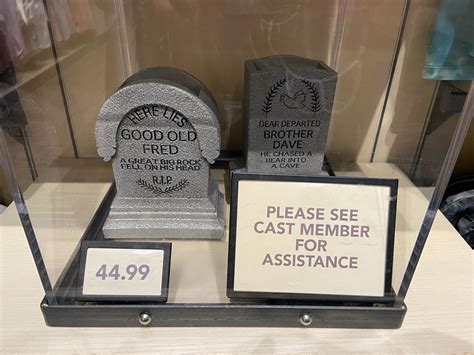 HERE LIES
GOOD OLD
FRED
A GREAT BIG ROCK
FELL ON HIS HEAD
R.I.P
DEAR DEPARTED
BROTHER
DAVE
HE CHASED A
BEAR INTO
A CAVE
44.99
PLEASE SEE
CAST MEMBER
FOR
ASSISTANCE